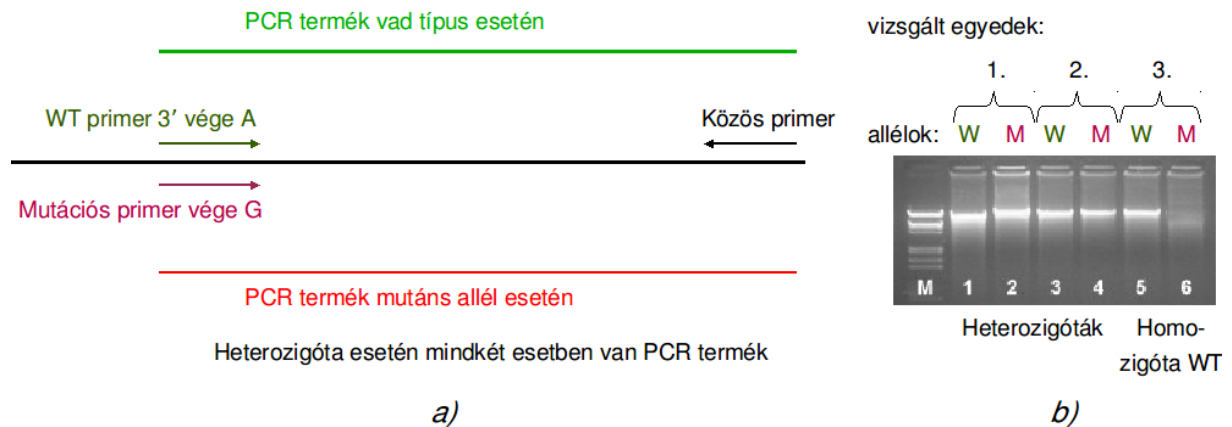 PCR termék vad típus esetén
WT primer 3′ vége A
Közös primer
Mutációs primer vége G
PCR termék mutáns allél esetén
Heterozigóta esetén mindkét esetben van PCR termék
a)
vizsgált egyedek:
1. 2. 3.
allélok: W M W M W M
M 1 2 3 4 5 6
Heterozigóták Homo-
zigóta WT
b)